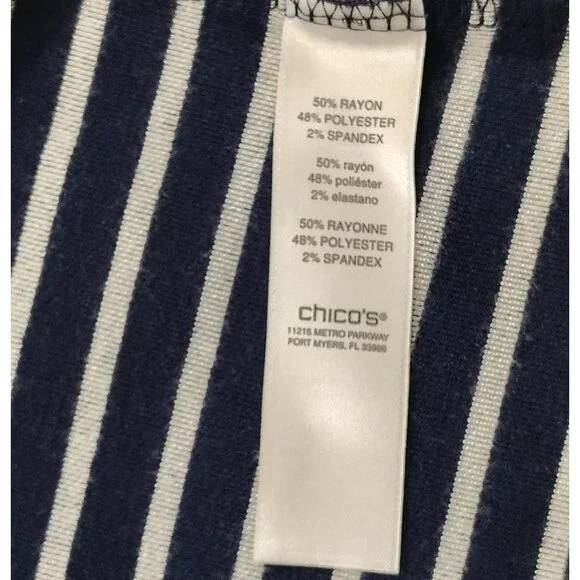 50% RAYON
48% POLYESTER
2% SPANDEX
50% rayón
48% poliéster
2% elastano
50% RAYONNE
48% POLYESTER
2% SPANDEX
chico's®
11215 METRO PARKWAY
FORT MYERS, FL 33966